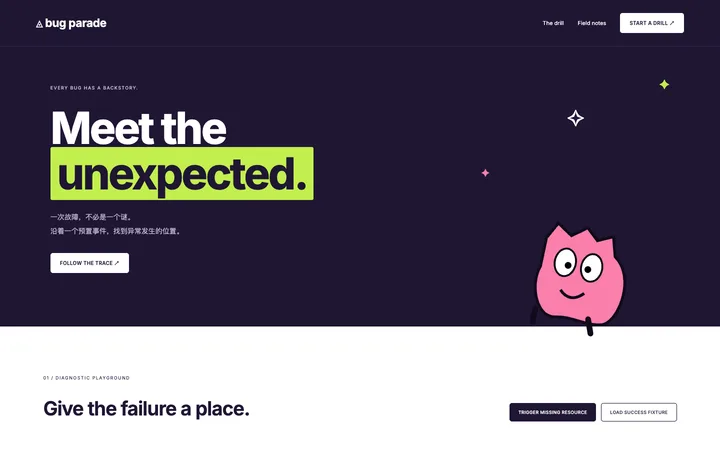 bug parade
The drill
Field notes
START A DRILL ↗
EVERY BUG HAS A BACKSTORY.
Meet the
unexpected.
一次故障，不必是一个谜。
沿着一个预置事件，找到异常发生的位置。
FOLLOW THE TRACE ↗
01 / DIAGNOSTIC PLAYGROUND
Give the failure a place.
TRIGGER MISSING RESOURCE
LOAD SUCCESS FIXTURE